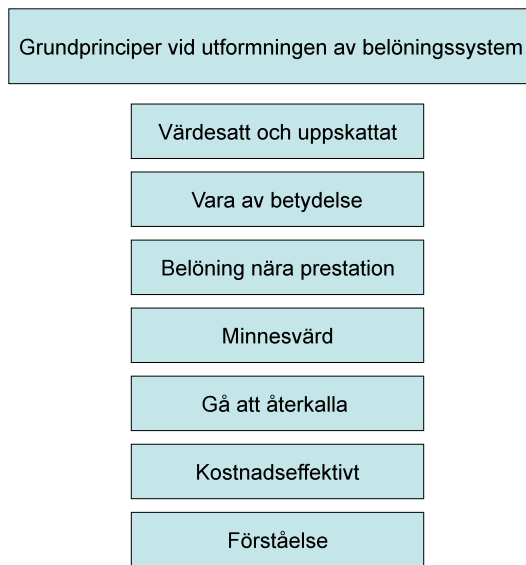 Grundprinciper vid utformningen av belöningssystem
Värdesatt och uppskattat
Vara av betydelse
Belöning nära prestation
Minnesvärd
Gå att återkalla
Kostnadseffektivt
Förståelse